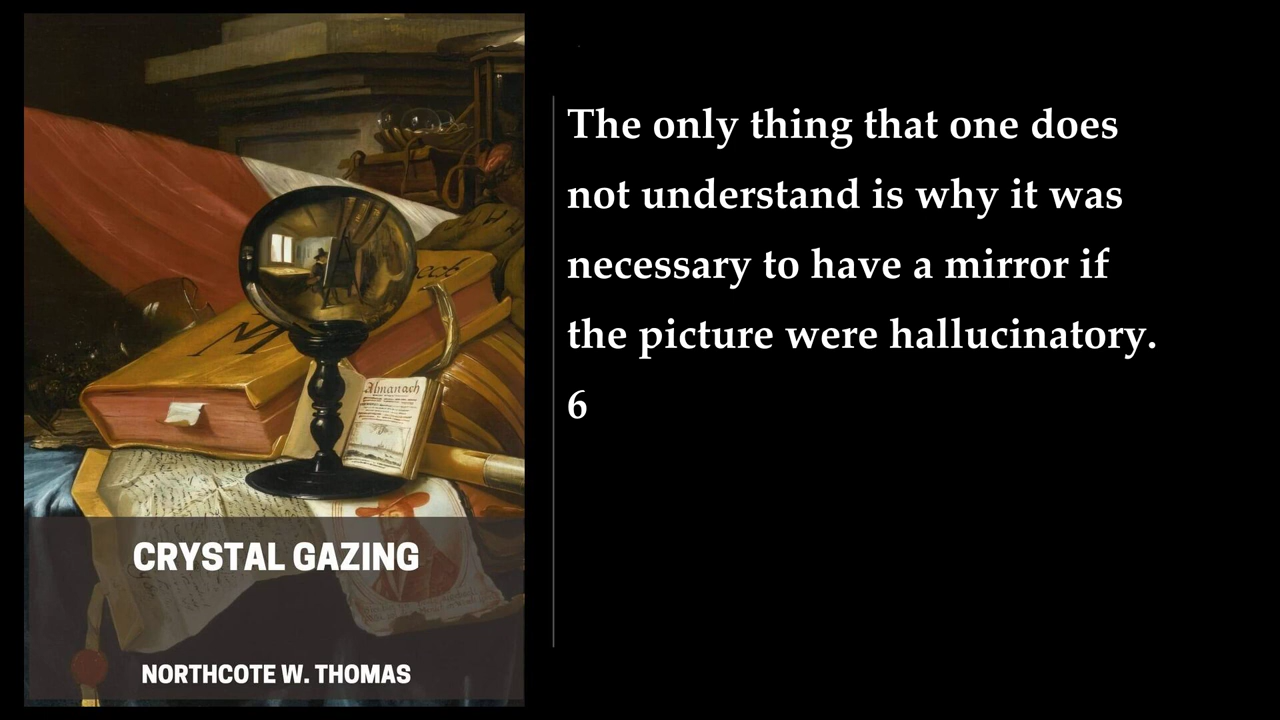 The only thing that one does
not understand is why it was
necessary to have a mirror if
the picture were hallucinatory.
6
M
Almanach
CRYSTAL GAZING
NORTHCOTE W. THOMAS